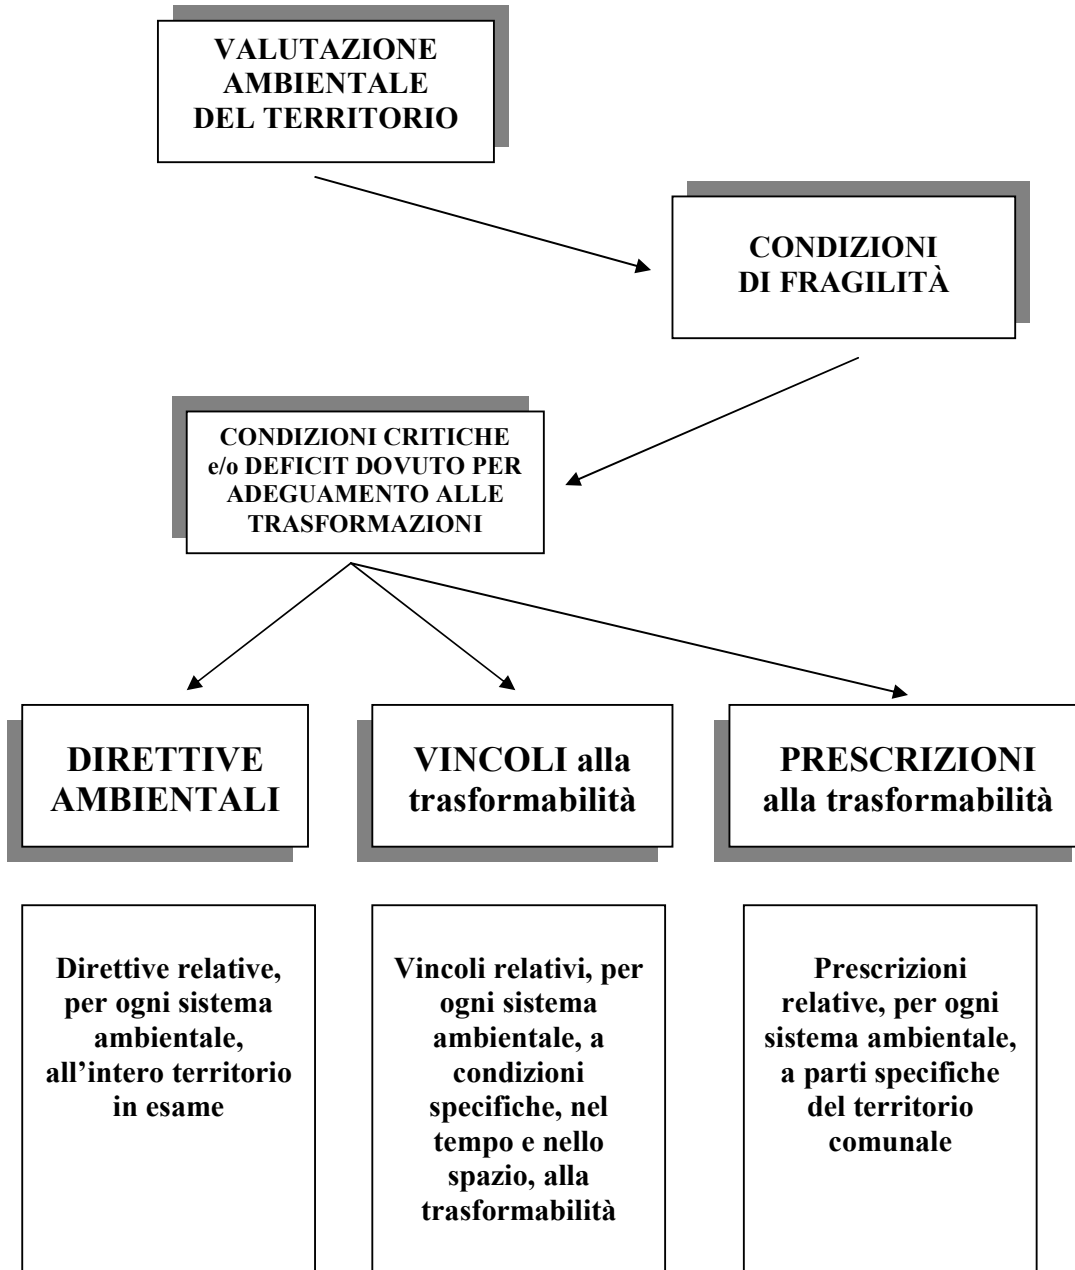 VALUTAZIONE
AMBIENTALE
DEL TERRITORIO
CONDIZIONI
DI FRAGILITÀ
CONDIZIONI CRITICHE
e/o DEFICIT DOVUTO PER
ADEGUAMENTO ALLE
TRASFORMAZIONI
DIRETTIVE
AMBIENTALI
VINCOLI alla
trasformabilità
PRESCRIZIONI
alla trasformabilità
Direttive relative,
per ogni sistema
ambientale,
all’intero territorio
in esame
Vincoli relativi, per
ogni sistema
ambientale, a
condizioni
specifiche, nel
tempo e nello
spazio, alla
trasformabilità
Prescrizioni
relative, per ogni
sistema ambientale,
a parti specifiche
del territorio
comunale